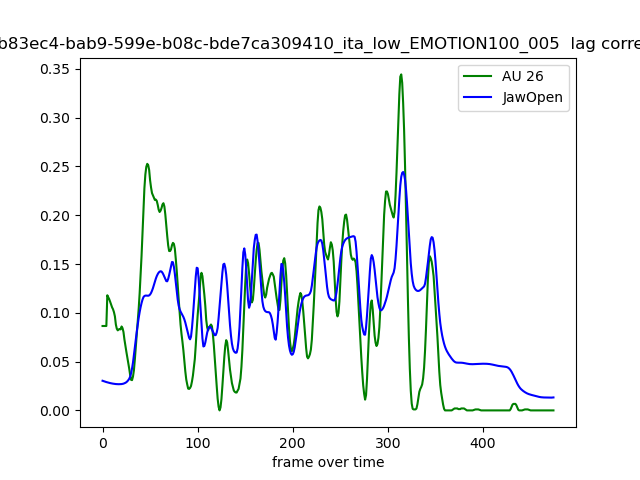 b83ec4-bab9-599e-b08c-bde7ca309410_ita_low_EMOTION100_005 lag corre
AU 26
JawOpen
0.35
0.30
0.25
0.20
0.15
0.10
0.05
0.00
0 100 200 300 400
frame over time